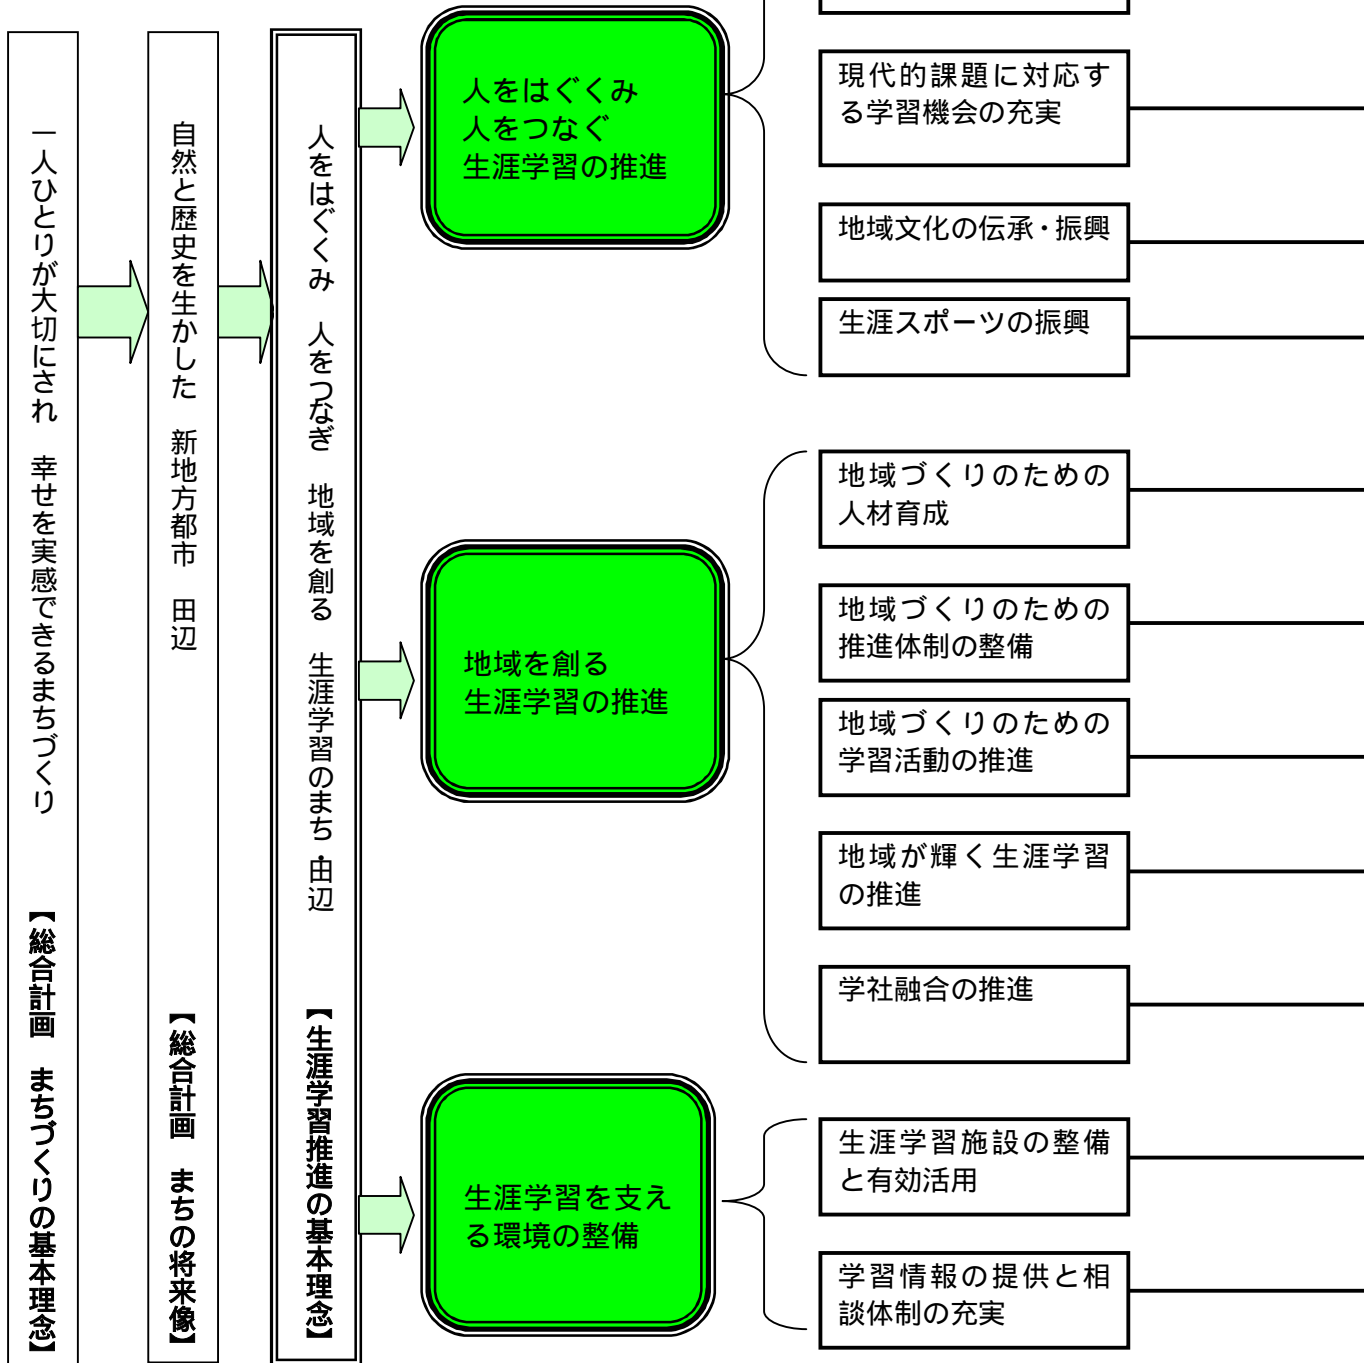 一人ひとりが大切にされ　幸せを実感できるまちづくり　【総合計画　まちづくりの基本理念】
自然と歴史を生かした　新地方都市　田辺　【総合計画　まちの将来像】
人をはぐくみ　人をつなぎ　地域を創る　生涯学習のまち・田辺　【生涯学習推進の基本理念】
人をはぐくみ
人をつなぐ
生涯学習の推進
現代的課題に対応す
る学習機会の充実
地域文化の伝承・振興
生涯スポーツの振興
地域を創る
生涯学習の推進
地域づくりのための
人材育成
地域づくりのための
推進体制の整備
地域づくりのための
学習活動の推進
地域が輝く生涯学習
の推進
学社融合の推進
生涯学習を支え
る環境の整備
生涯学習施設の整備
と有効活用
学習情報の提供と相
談体制の充実